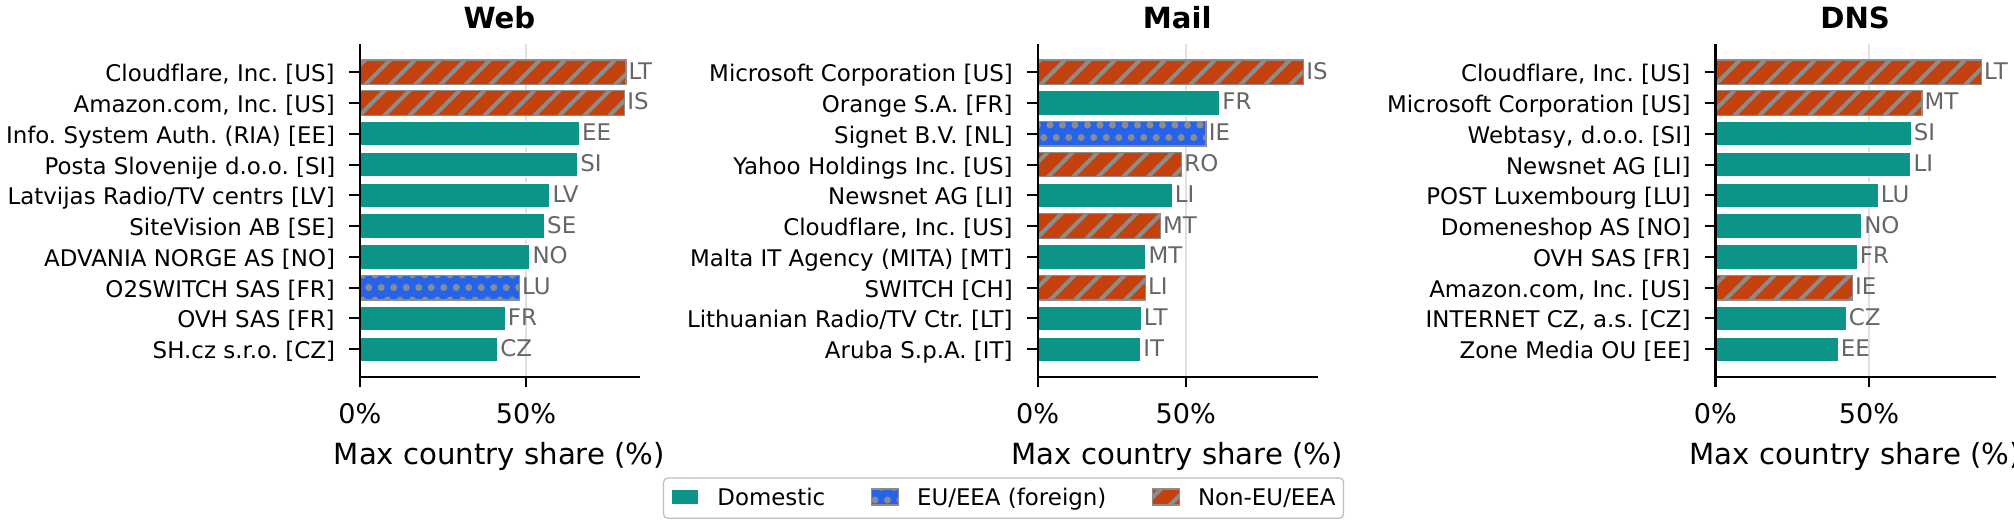 Web
Cloudflare, Inc. [US] LT
Amazon.com, Inc. [US] IS
Info. System Auth. (RIA) [EE] EE
Posta Slovenije d.o.o. [SI] SI
Latvijas Radio/TV centrs [LV] LV
SiteVision AB [SE] SE
ADVANIA NORGE AS [NO] NO
O2SWITCH SAS [FR] LU
OVH SAS [FR] FR
SH.cz s.r.o. [CZ] CZ
0% 50%
Max country share (%)
Mail
Microsoft Corporation [US] IS
Orange S.A. [FR] FR
Signet B.V. [NL] IE
Yahoo Holdings Inc. [US] RO
Newsnet AG [LI] LI
Cloudflare, Inc. [US] MT
Malta IT Agency (MITA) [MT] MT
SWITCH [CH] LI
Lithuanian Radio/TV Ctr. [LT] LT
Aruba S.p.A. [IT] IT
0% 50%
Max country share (%)
DNS
Cloudflare, Inc. [US] LT
Microsoft Corporation [US] MT
Webtasy, d.o.o. [SI] SI
Newsnet AG [LI] LI
POST Luxembourg [LU] LU
Domeneshop AS [NO] NO
OVH SAS [FR] FR
Amazon.com, Inc. [US] IE
INTERNET CZ, a.s. [CZ] CZ
Zone Media OU [EE] EE
0% 50%
Max country share (%)
Domestic EU/EEA (foreign) Non-EU/EEA